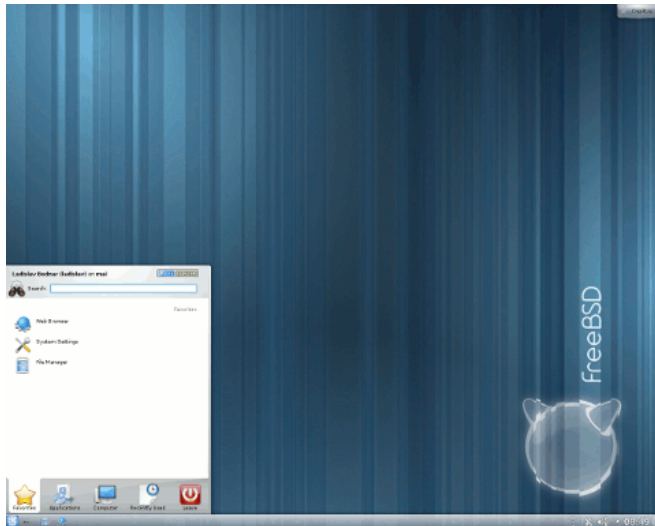 Ladislav Bodnar (ladislav) on
Search:
Favorites
Web Browser
System Settings
File Manager
FreeBSD
Favorites
Applications
Computer
Recently Used
Leave